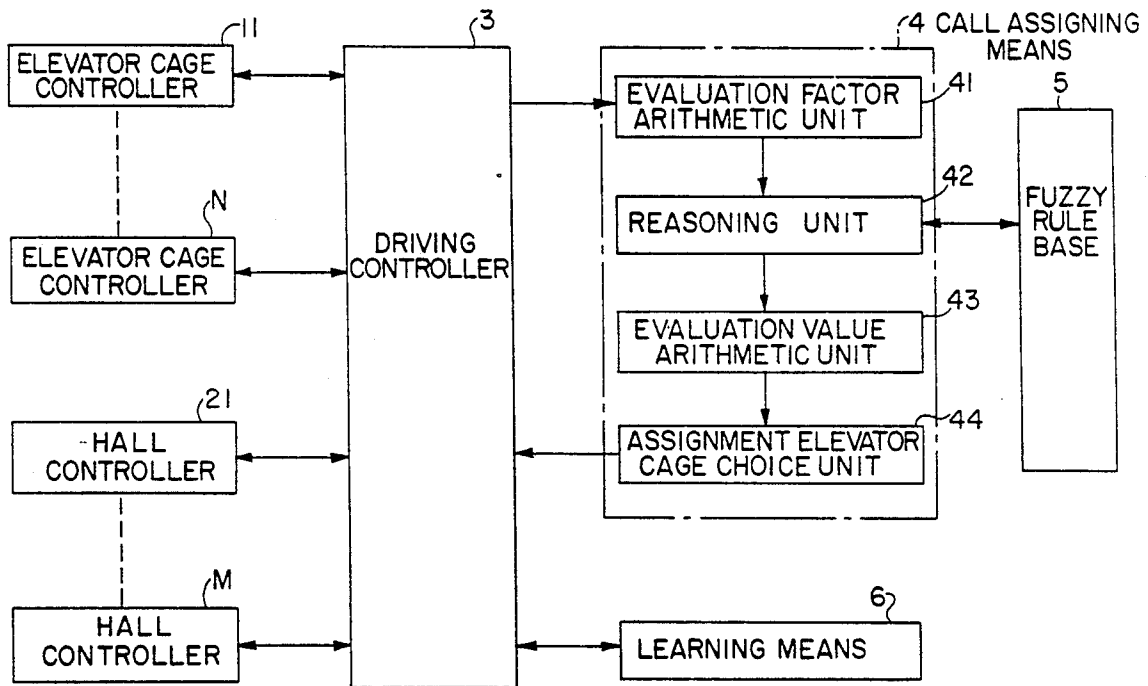 11
ELEVATOR CAGE
CONTROLLER
N
ELEVATOR CAGE
CONTROLLER
21
HALL
CONTROLLER
M
HALL
CONTROLLER
3
DRIVING
CONTROLLER
4 CALL ASSIGNING
MEANS
41
EVALUATION FACTOR
ARITHMETIC UNIT
42
REASONING UNIT
43
EVALUATION VALUE
ARITHMETIC UNIT
44
ASSIGNMENT ELEVATOR
CAGE CHOICE UNIT
5
FUZZY
RULE
BASE
6
LEARNING MEANS